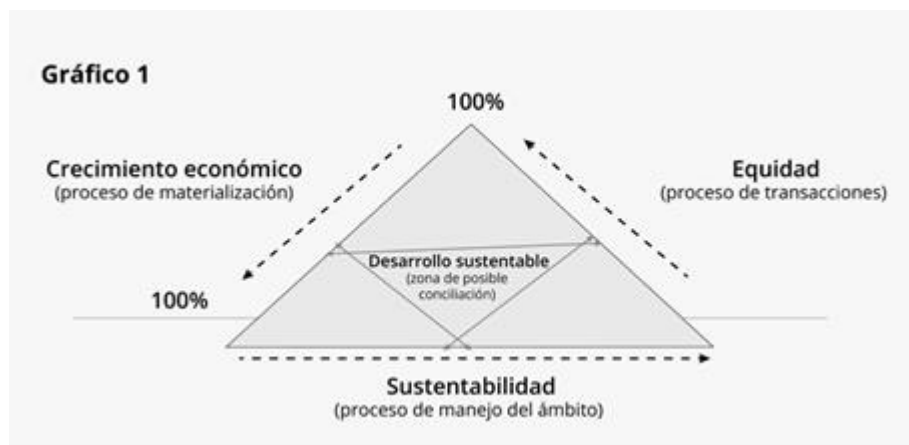 Gráfico 1
100%
Crecimiento económico
(proceso de materialización)
Equidad
(proceso de transacciones)
Desarrollo sustentable
(zona de posible
conciliación)
100%
Sustentabilidad
(proceso de manejo del ámbito)